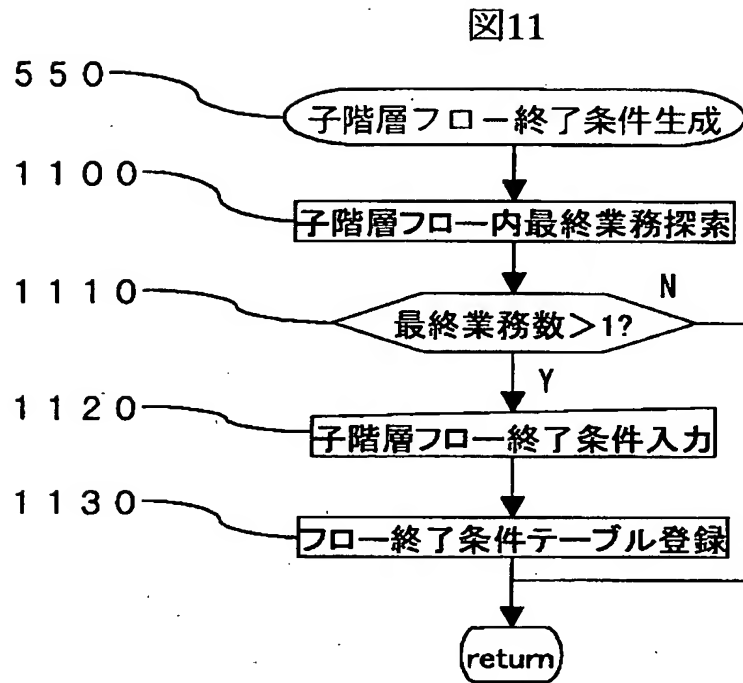 図11
550
子階層フロー終了条件生成
1100
子階層フロー内最終業務探索
1110
N
最終業務数>1?
Y
1120
子階層フロー終了条件入力
1130
フロー終了条件テーブル登録
return